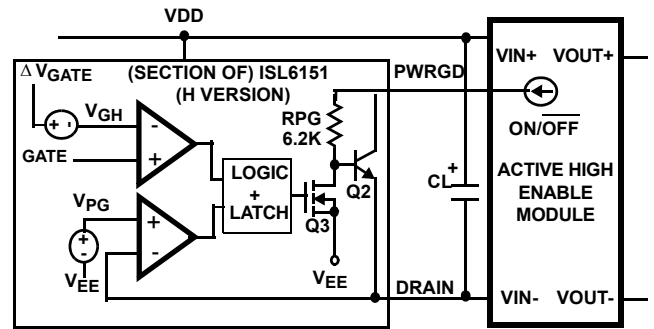 VDD
VIN+ VOUT+
Δ VGATE
(SECTION OF) ISL6151
(H VERSION)
PWRGD
VGH
+ -
-
RPG
6.2K
ON/OFF
GATE
+
+
ACTIVE HIGH
ENABLE
MODULE
LOGIC
+
LATCH
Q2
CL
VPG
+
+
-
-
Q3
VEE
VEE
DRAIN
VIN- VOUT-